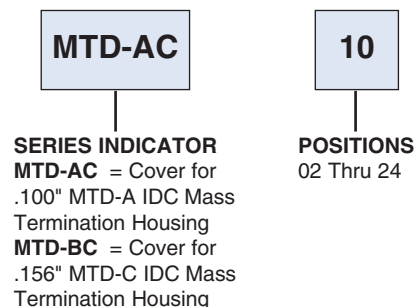 MTD-AC
10
SERIES INDICATOR
MTD-AC = Cover for
.100" MTD-A IDC Mass
Termination Housing
MTD-BC = Cover for
.156" MTD-C IDC Mass
Termination Housing
POSITIONS
02 Thru 24